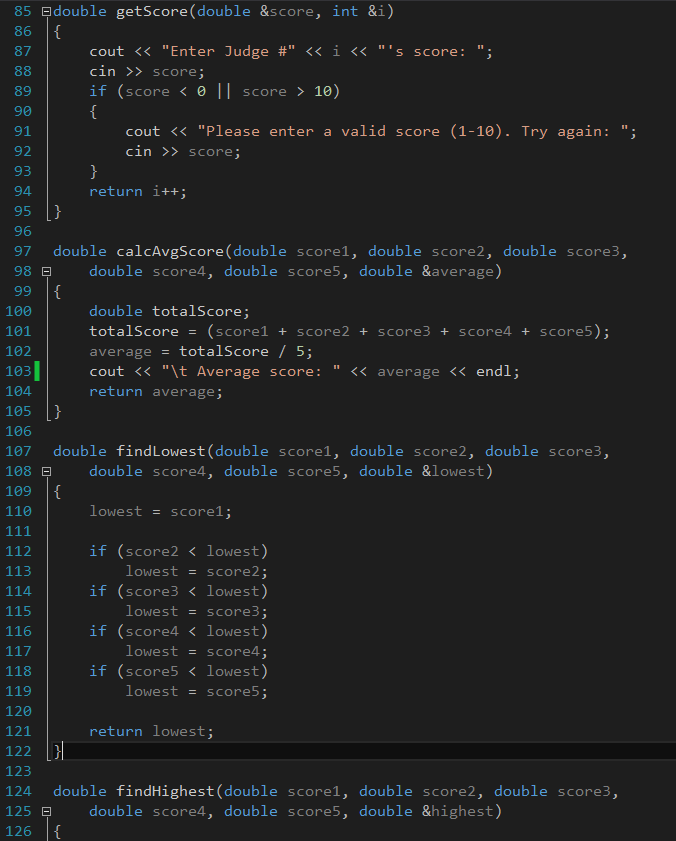 85 double getScore(double &score, int &i)
86 {
87     cout << "Enter Judge #" << i << "'s score: ";
88     cin >> score;
89     if (score < 0 || score > 10)
90     {
91         cout << "Please enter a valid score (1-10). Try again: ";
92         cin >> score;
93     }
94     return i++;
95 }
96
97 double calcAvgScore(double score1, double score2, double score3,
98     double score4, double score5, double &average)
99 {
100     double totalScore;
101     totalScore = (score1 + score2 + score3 + score4 + score5);
102     average = totalScore / 5;
103     cout << "\t Average score: " << average << endl;
104     return average;
105 }
106
107 double findLowest(double score1, double score2, double score3,
108     double score4, double score5, double &lowest)
109 {
110     lowest = score1;
111
112     if (score2 < lowest)
113         lowest = score2;
114     if (score3 < lowest)
115         lowest = score3;
116     if (score4 < lowest)
117         lowest = score4;
118     if (score5 < lowest)
119         lowest = score5;
120
121     return lowest;
122 }
123
124 double findHighest(double score1, double score2, double score3,
125     double score4, double score5, double &highest)
126 {